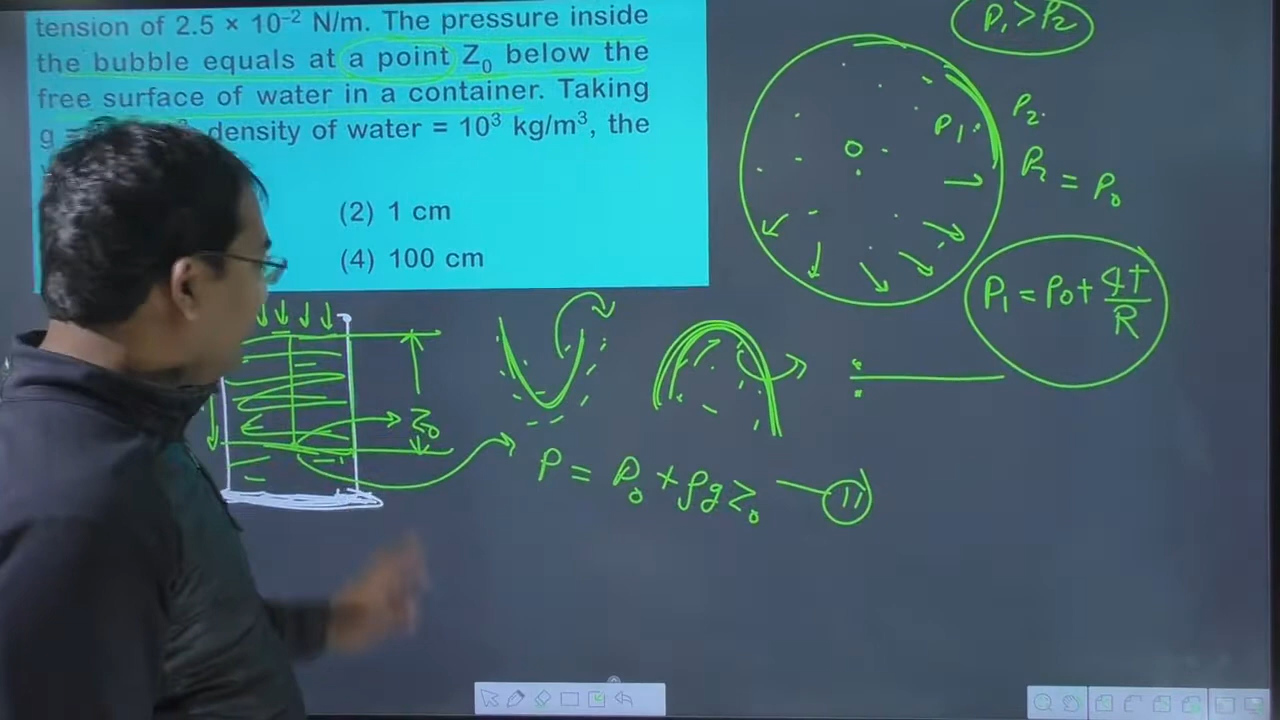 tension of 2.5 × 10⁻² N/m. The pressure inside
the bubble equals at a point Z₀ below the
free surface of water in a container. Taking
g = density of water = 10³ kg/m³, the
(2) 1 cm
(4) 100 cm
P₁ > P₂
P₁
P₂
P₂ = P₀
P₁ = P₀ + 4T/R
Z₀
P = P₀ + ρgZ₀ — (11)